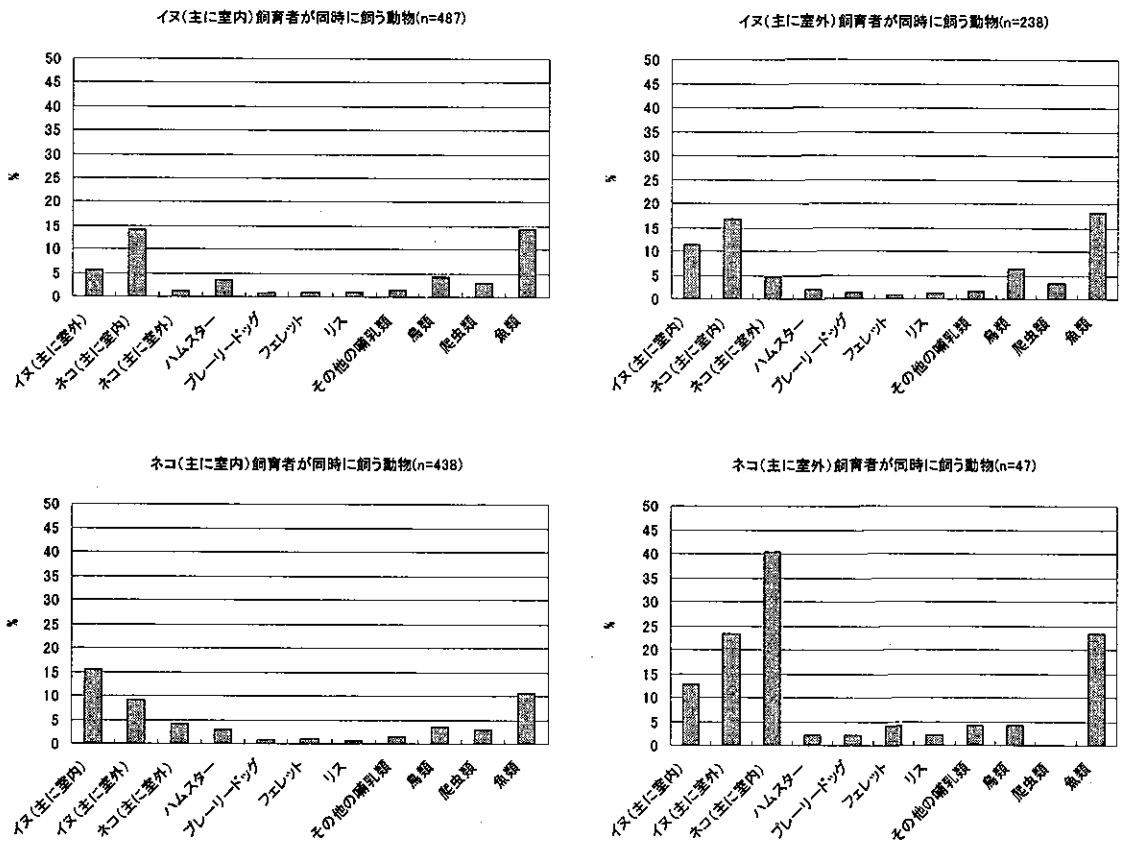 イヌ(主に室内)飼育者が同時に飼う動物(n=487)
50
45
40
35
30
25
20
15
10
5
0
%
イヌ(主に室外)
ネコ(主に室内)
ネコ(主に室外)
ハムスター
プレーリードッグ
フェレット
リス
その他の哺乳類
鳥類
爬虫類
魚類
イヌ(主に室外)飼育者が同時に飼う動物(n=238)
50
45
40
35
30
25
20
15
10
5
0
%
イヌ(主に室内)
ネコ(主に室内)
ネコ(主に室外)
ハムスター
プレーリードッグ
フェレット
リス
その他の哺乳類
鳥類
爬虫類
魚類
ネコ(主に室内)飼育者が同時に飼う動物(n=438)
50
45
40
35
30
25
20
15
10
5
0
%
イヌ(主に室内)
イヌ(主に室外)
ネコ(主に室外)
ハムスター
プレーリードッグ
フェレット
リス
その他の哺乳類
鳥類
爬虫類
魚類
ネコ(主に室外)飼育者が同時に飼う動物(n=47)
50
45
40
35
30
25
20
15
10
5
0
%
イヌ(主に室内)
イヌ(主に室外)
ネコ(主に室内)
ハムスター
プレーリードッグ
フェレット
リス
その他の哺乳類
鳥類
爬虫類
魚類